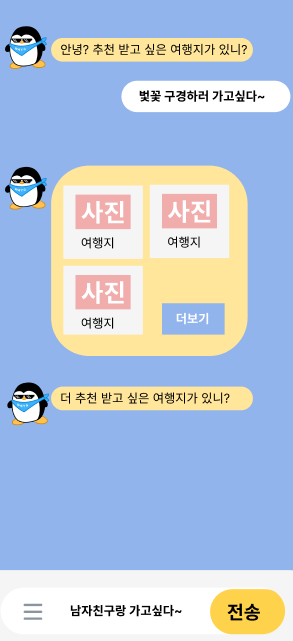 안녕? 추천 받고 싶은 여행지가 있니?
벚꽃 구경하러 가고싶다~
사진 사진
여행지 여행지
사진
여행지 더보기
더 추천 받고 싶은 여행지가 있니?
남자친구랑 가고싶다~ 전송